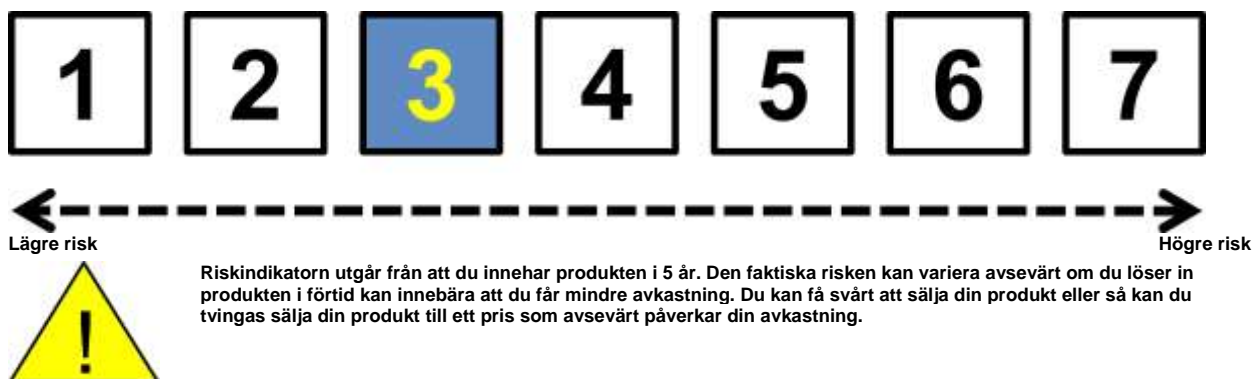 1 2 3 4 5 6 7
Lägre risk Högre risk
Riskindikatorn utgår från att du innehar produkten i 5 år. Den faktiska risken kan variera avsevärt om du löser in
produkten i förtid kan innebära att du får mindre avkastning. Du kan få svårt att sälja din produkt eller så kan du
tvingas sälja din produkt till ett pris som avsevärt påverkar din avkastning.
!